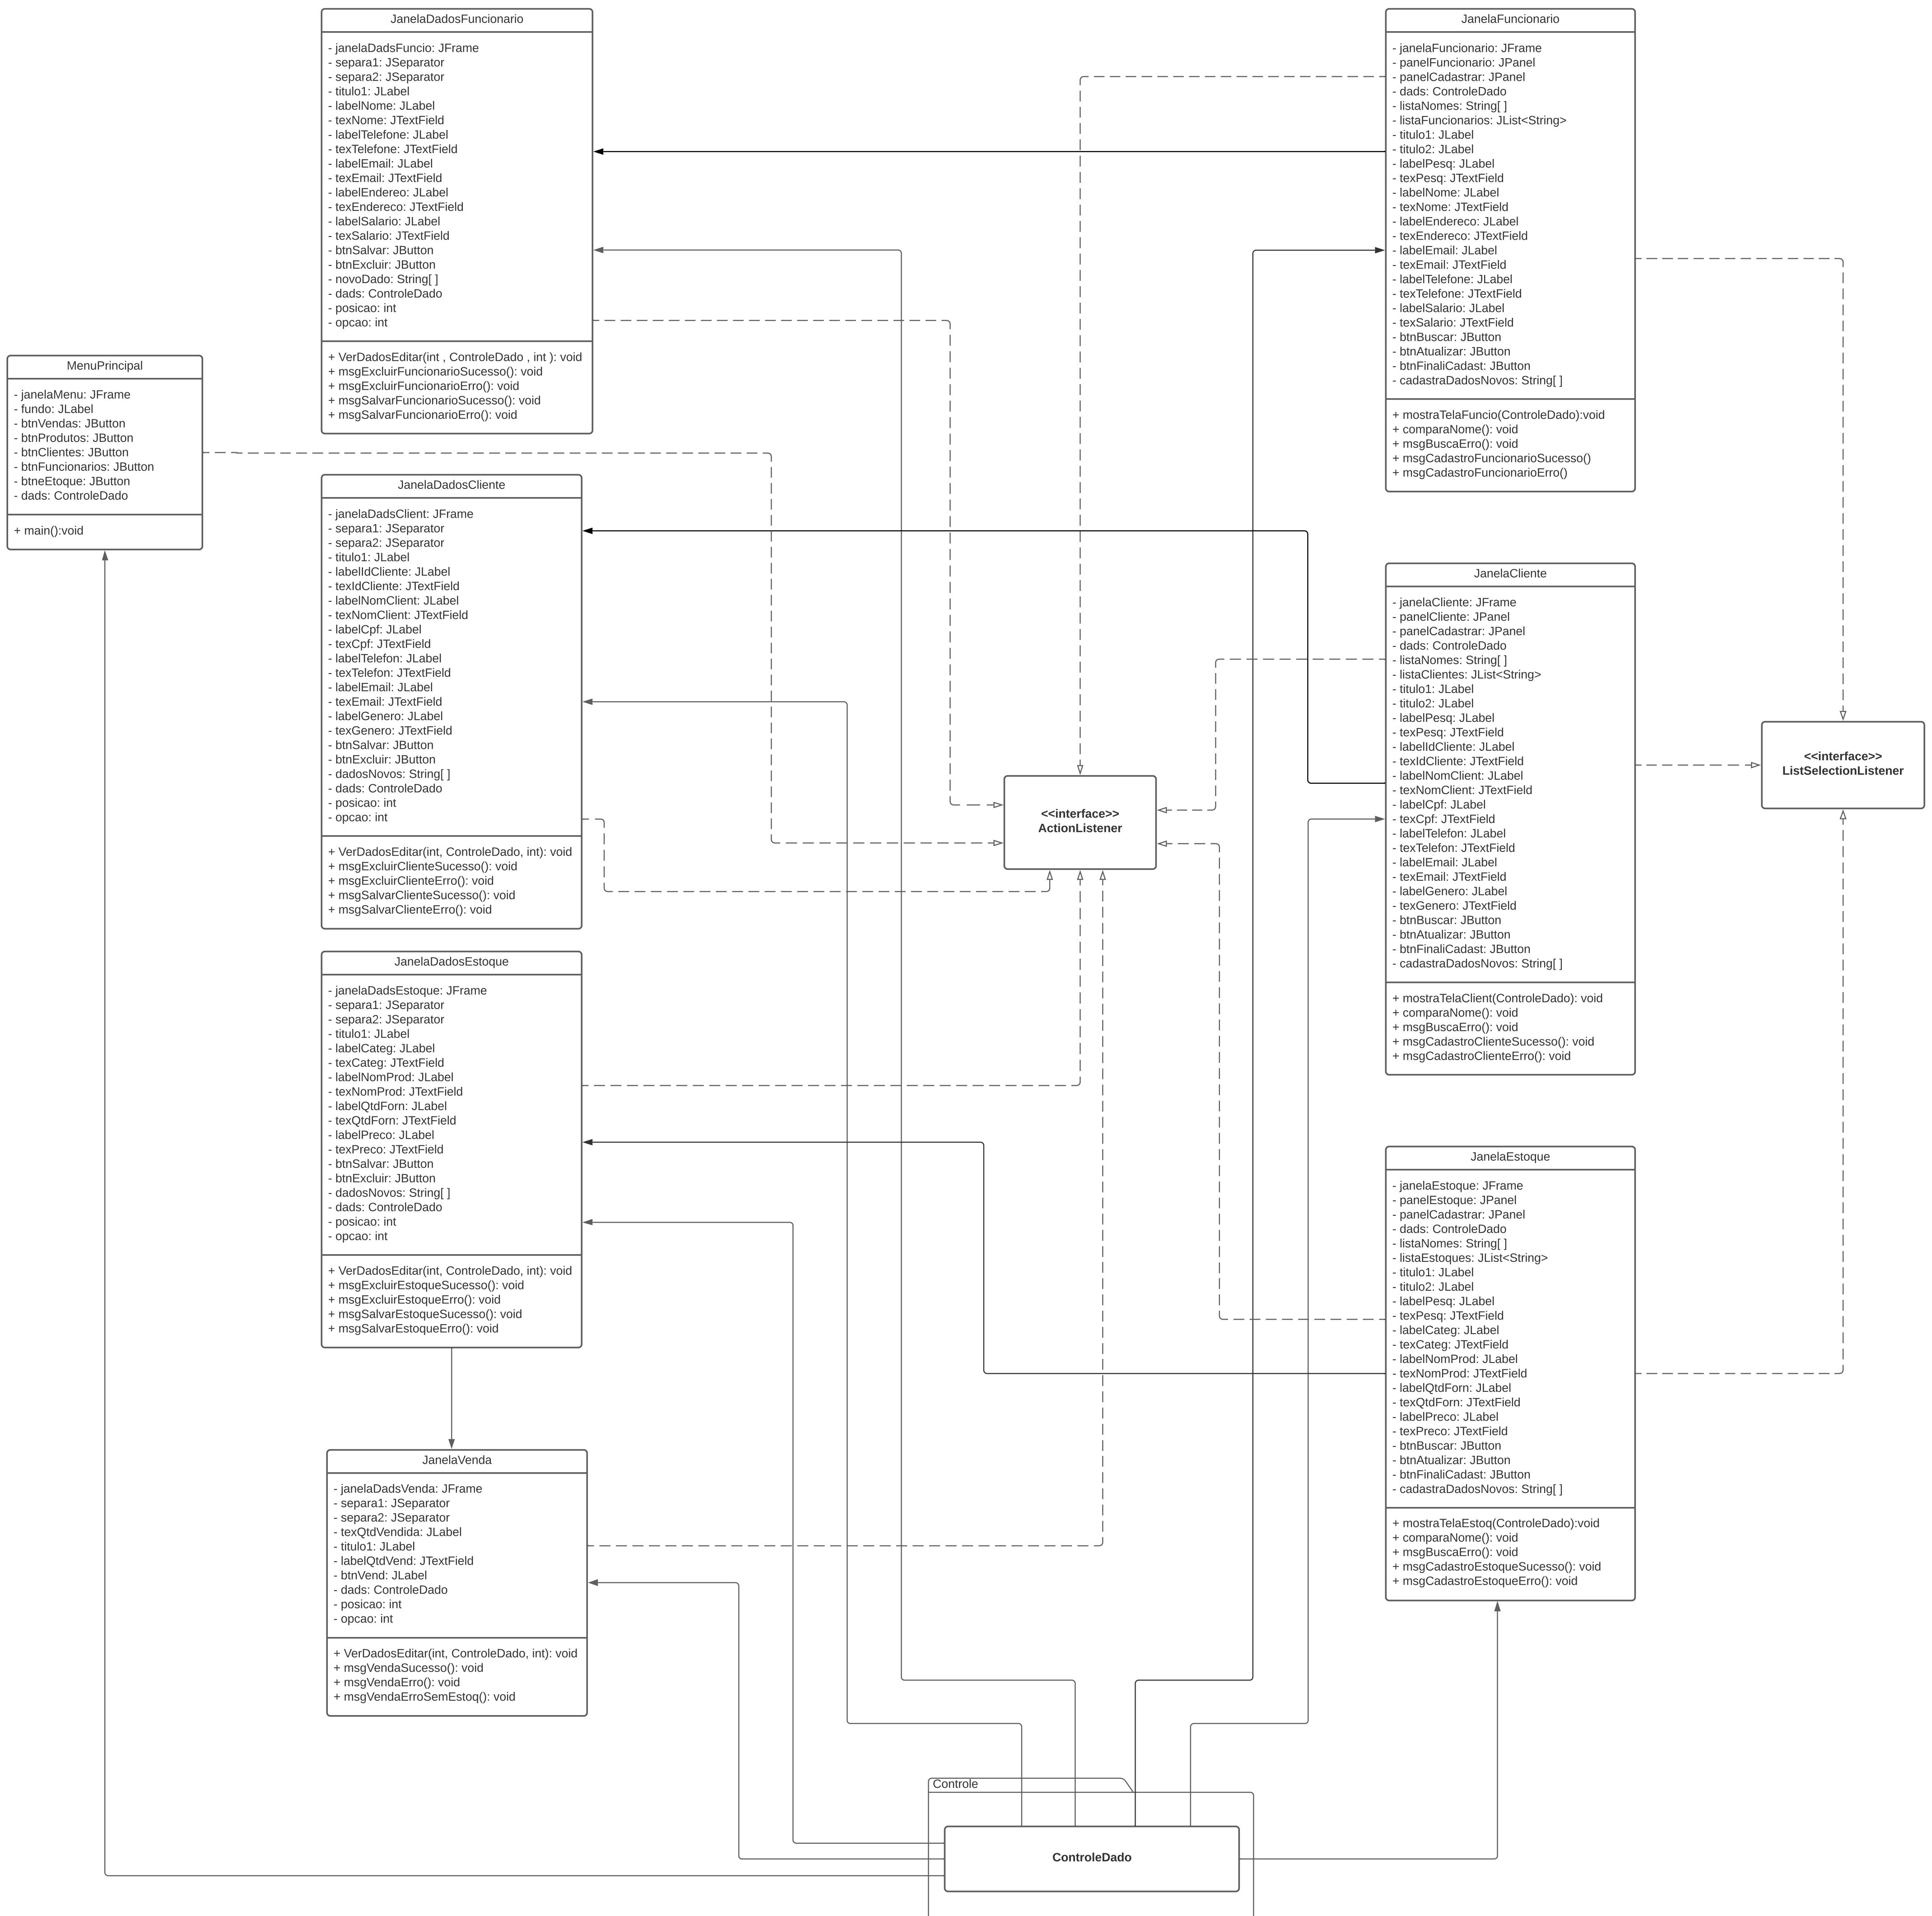 JanelaDadosFuncionario
- janelaDadsFuncio: JFrame
- separa1: JSeparator
- separa2: JSeparator
- titulo1: JLabel
- labelNome: JLabel
- texNome: JTextField
- labelTelefone: JLabel
- texTelefone: JTextField
- labelEmail: JLabel
- texEmail: JTextField
- labelEndereo: JLabel
- texEndereco: JTextField
- labelSalario: JLabel
- texSalario: JTextField
- btnSalvar: JButton
- btnExcluir: JButton
- novoDado: String[ ]
- dads: ControleDado
- posicao: int
- opcao: int
+ VerDadosEditar(int , ControleDado , int ): void
+ msgExcluirFuncionarioSucesso(): void
+ msgExcluirFuncionarioErro(): void
+ msgSalvarFuncionarioSucesso(): void
+ msgSalvarFuncionarioErro(): void
JanelaFuncionario
- janelaFuncionario: JFrame
- panelFuncionario: JPanel
- panelCadastrar: JPanel
- dads: ControleDado
- listaNomes: String[ ]
- listaFuncionarios: JList<String>
- titulo1: JLabel
- titulo2: JLabel
- labelPesq: JLabel
- texPesq: JTextField
- labelNome: JLabel
- texNome: JTextField
- labelEndereco: JLabel
- texEndereco: JTextField
- labelEmail: JLabel
- texEmail: JTextField
- labelTelefone: JLabel
- texTelefone: JTextField
- labelSalario: JLabel
- texSalario: JTextField
- btnBuscar: JButton
- btnAtualizar: JButton
- btnFinaliCadast: JButton
- cadastraDadosNovos: String[ ]
+ mostraTelaFuncio(ControleDado):void
+ comparaNome(): void
+ msgBuscaErro(): void
+ msgCadastroFuncionarioSucesso()
+ msgCadastroFuncionarioErro()
MenuPrincipal
- janelaMenu: JFrame
- fundo: JLabel
- btnVendas: JButton
- btnProdutos: JButton
- btnClientes: JButton
- btnFuncionarios: JButton
- btneEtoque: JButton
- dads: ControleDado
+ main():void
JanelaDadosCliente
- janelaDadsClient: JFrame
- separa1: JSeparator
- separa2: JSeparator
- titulo1: JLabel
- labelIdCliente: JLabel
- texIdCliente: JTextField
- labelNomClient: JLabel
- texNomClient: JTextField
- labelCpf: JLabel
- texCpf: JTextField
- labelTelefon: JLabel
- texTelefon: JTextField
- labelEmail: JLabel
- texEmail: JTextField
- labelGenero: JLabel
- texGenero: JTextField
- btnSalvar: JButton
- btnExcluir: JButton
- dadosNovos: String[ ]
- dads: ControleDado
- posicao: int
- opcao: int
+ VerDadosEditar(int, ControleDado, int): void
+ msgExcluirClienteSucesso(): void
+ msgExcluirClienteErro(): void
+ msgSalvarClienteSucesso(): void
+ msgSalvarClienteErro(): void
JanelaCliente
- janelaCliente: JFrame
- panelCliente: JPanel
- panelCadastrar: JPanel
- dads: ControleDado
- listaNomes: String[ ]
- listaClientes: JList<String>
- titulo1: JLabel
- titulo2: JLabel
- labelPesq: JLabel
- texPesq: JTextField
- labelIdCliente: JLabel
- texIdCliente: JTextField
- labelNomClient: JLabel
- texNomClient: JTextField
- labelCpf: JLabel
- texCpf: JTextField
- labelTelefon: JLabel
- texTelefon: JTextField
- labelEmail: JLabel
- texEmail: JTextField
- labelGenero: JLabel
- texGenero: JTextField
- btnBuscar: JButton
- btnAtualizar: JButton
- btnFinaliCadast: JButton
- cadastraDadosNovos: String[ ]
+ mostraTelaClient(ControleDado): void
+ comparaNome(): void
+ msgBuscaErro(): void
+ msgCadastroClienteSucesso(): void
+ msgCadastroClienteErro(): void
<<interface>>
ListSelectionListener
<<interface>>
ActionListener
JanelaDadosEstoque
- janelaDadsEstoque: JFrame
- separa1: JSeparator
- separa2: JSeparator
- titulo1: JLabel
- labelCateg: JLabel
- texCateg: JTextField
- labelNomProd: JLabel
- texNomProd: JTextField
- labelQtdForn: JLabel
- texQtdForn: JTextField
- labelPreco: JLabel
- texPreco: JTextField
- btnSalvar: JButton
- btnExcluir: JButton
- dadosNovos: String[ ]
- dads: ControleDado
- posicao: int
- opcao: int
+ VerDadosEditar(int, ControleDado, int): void
+ msgExcluirEstoqueSucesso(): void
+ msgExcluirEstoqueErro(): void
+ msgSalvarEstoqueSucesso(): void
+ msgSalvarEstoqueErro(): void
JanelaEstoque
- janelaEstoque: JFrame
- panelEstoque: JPanel
- panelCadastrar: JPanel
- dads: ControleDado
- listaNomes: String[ ]
- listaEstoques: JList<String>
- titulo1: JLabel
- titulo2: JLabel
- labelPesq: JLabel
- texPesq: JTextField
- labelCateg: JLabel
- texCateg: JTextField
- labelNomProd: JLabel
- texNomProd: JTextField
- labelQtdForn: JLabel
- texQtdForn: JTextField
- labelPreco: JLabel
- texPreco: JTextField
- btnBuscar: JButton
- btnAtualizar: JButton
- btnFinaliCadast: JButton
- cadastraDadosNovos: String[ ]
+ mostraTelaEstoq(ControleDado):void
+ comparaNome(): void
+ msgBuscaErro(): void
+ msgCadastroEstoqueSucesso(): void
+ msgCadastroEstoqueErro(): void
JanelaVenda
- janelaDadsVenda: JFrame
- separa1: JSeparator
- separa2: JSeparator
- texQtdVendida: JLabel
- titulo1: JLabel
- labelQtdVend: JTextField
- btnVend: JLabel
- dads: ControleDado
- posicao: int
- opcao: int
+ VerDadosEditar(int, ControleDado, int): void
+ msgVendaSucesso(): void
+ msgVendaErro(): void
+ msgVendaErroSemEstoq(): void
Controle
ControleDado